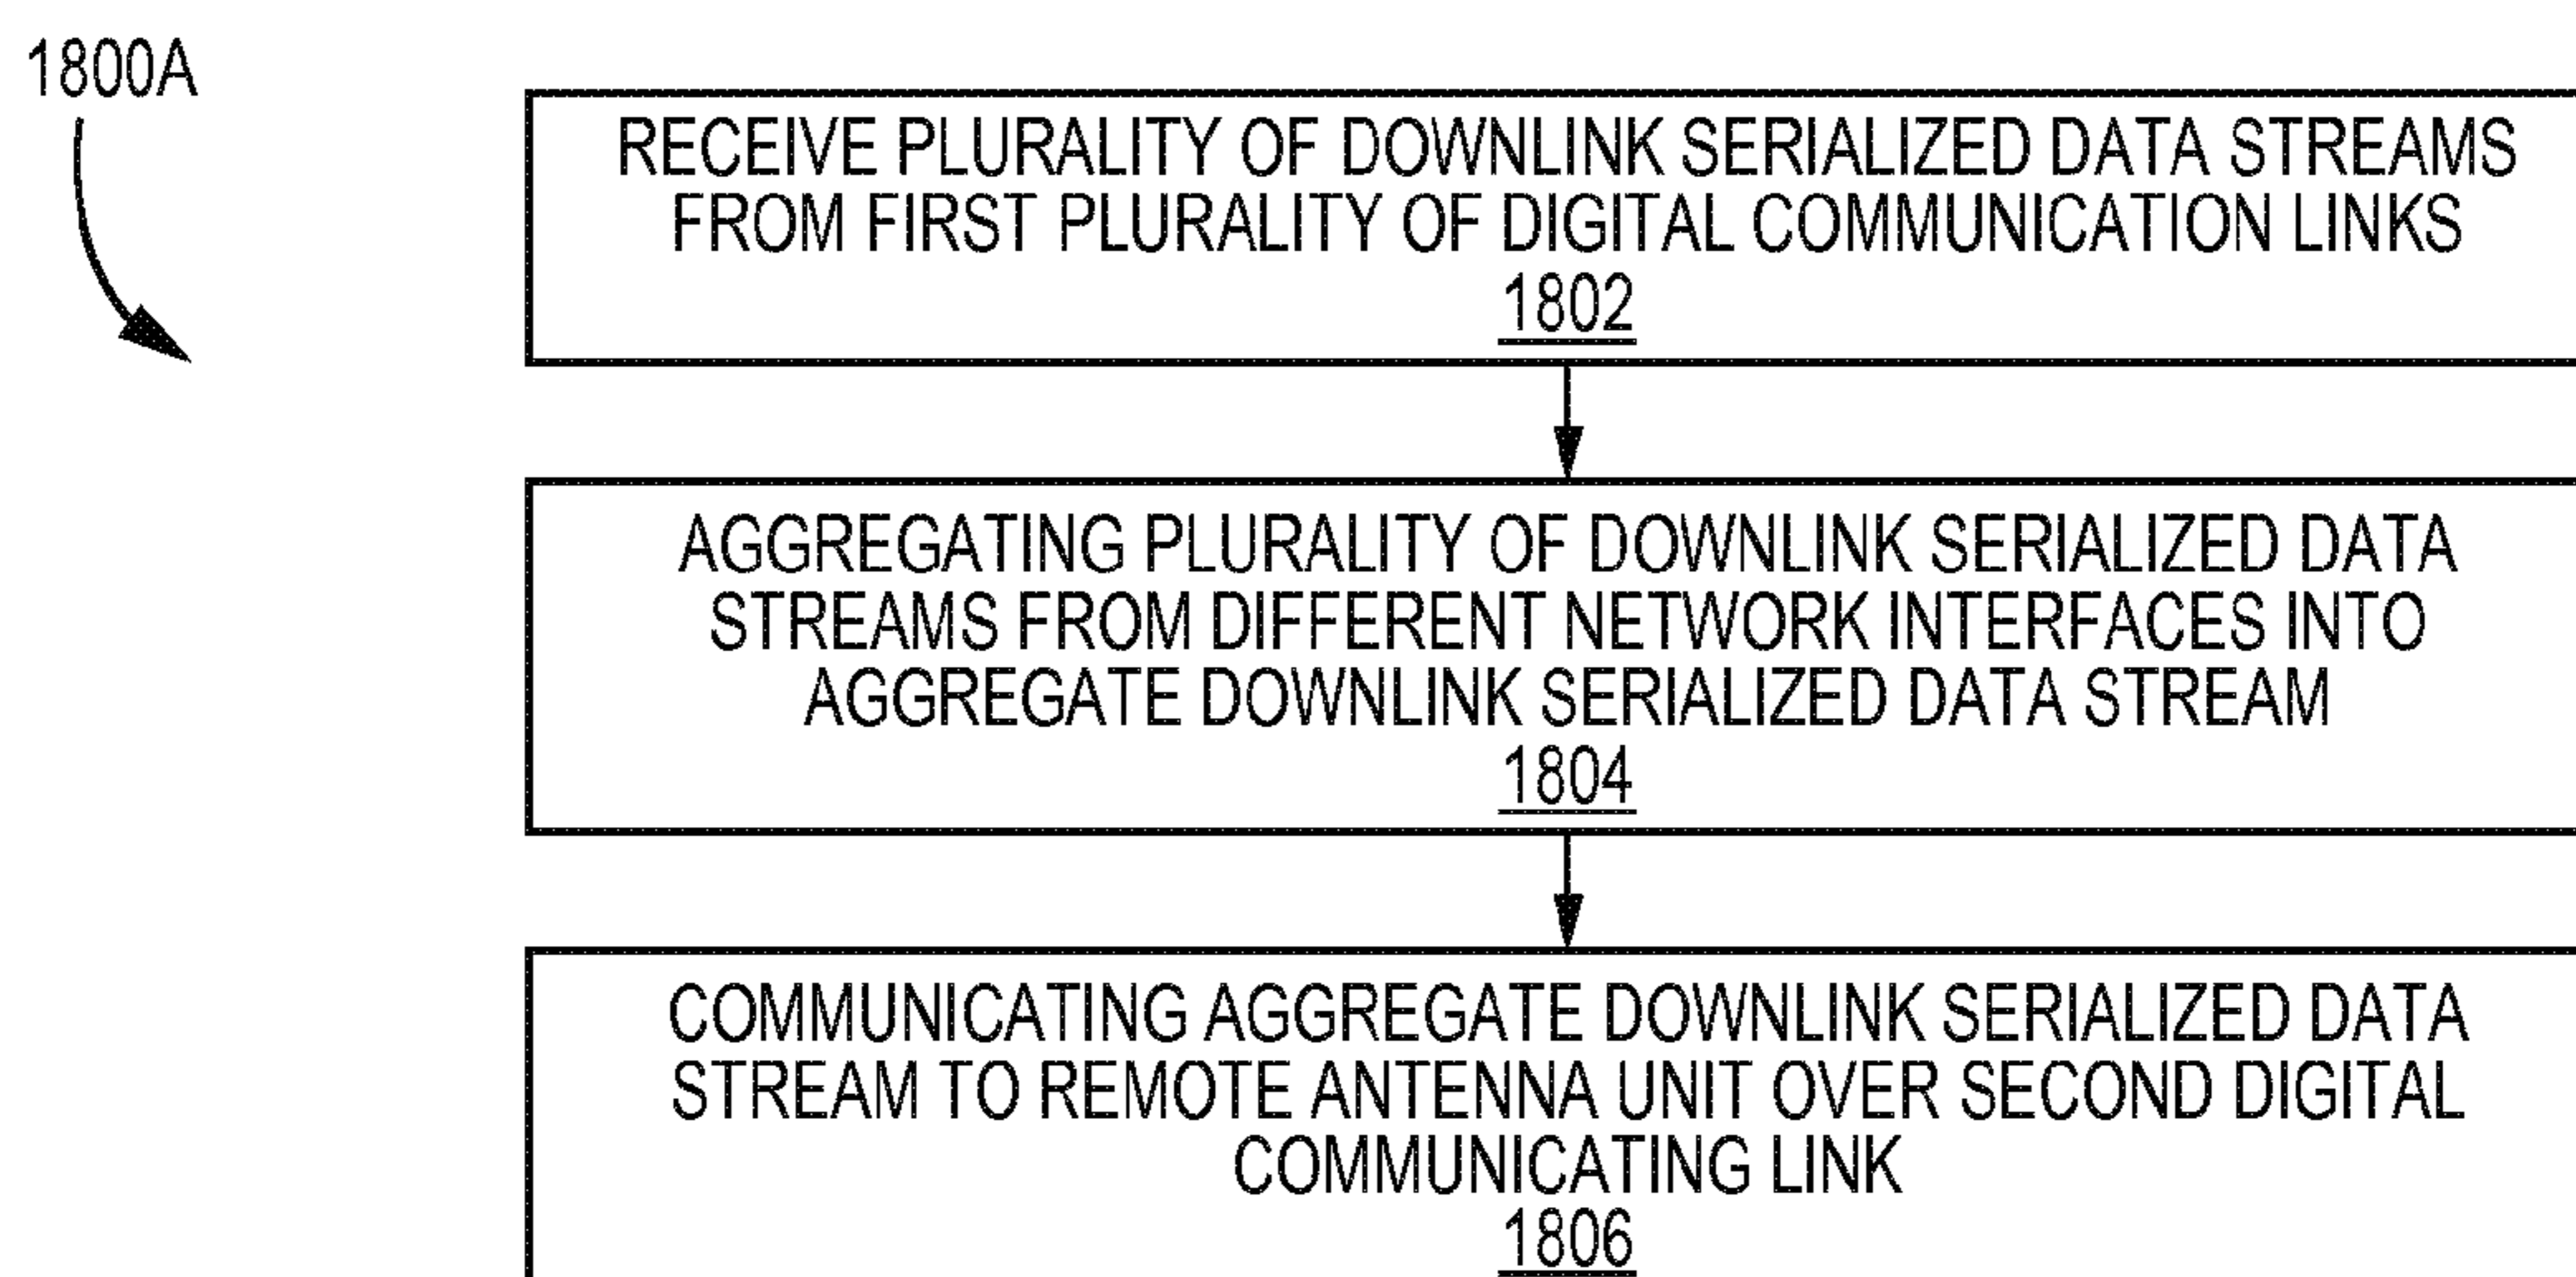 1800A
RECEIVE PLURALITY OF DOWNLINK SERIALIZED DATA STREAMS
FROM FIRST PLURALITY OF DIGITAL COMMUNICATION LINKS
1802
AGGREGATING PLURALITY OF DOWNLINK SERIALIZED DATA
STREAMS FROM DIFFERENT NETWORK INTERFACES INTO
AGGREGATE DOWNLINK SERIALIZED DATA STREAM
1804
COMMUNICATING AGGREGATE DOWNLINK SERIALIZED DATA
STREAM TO REMOTE ANTENNA UNIT OVER SECOND DIGITAL
COMMUNICATING LINK
1806